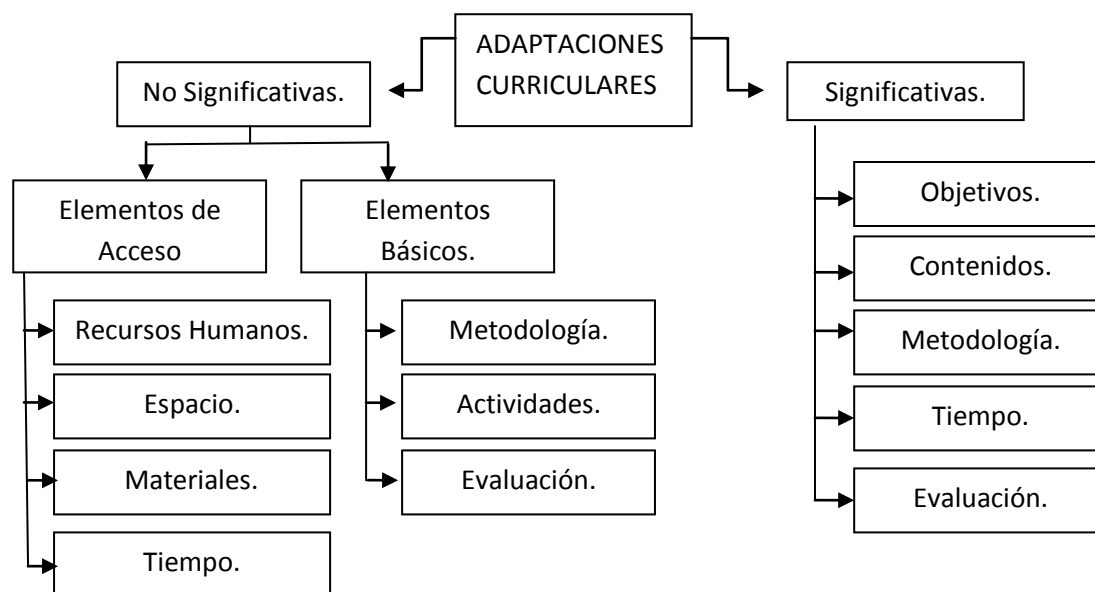 ADAPTACIONES
CURRICULARES
No Significativas.
Significativas.
Elementos de
Acceso
Elementos
Básicos.
Recursos Humanos.
Espacio.
Materiales.
Tiempo.
Metodología.
Actividades.
Evaluación.
Objetivos.
Contenidos.
Metodología.
Tiempo.
Evaluación.